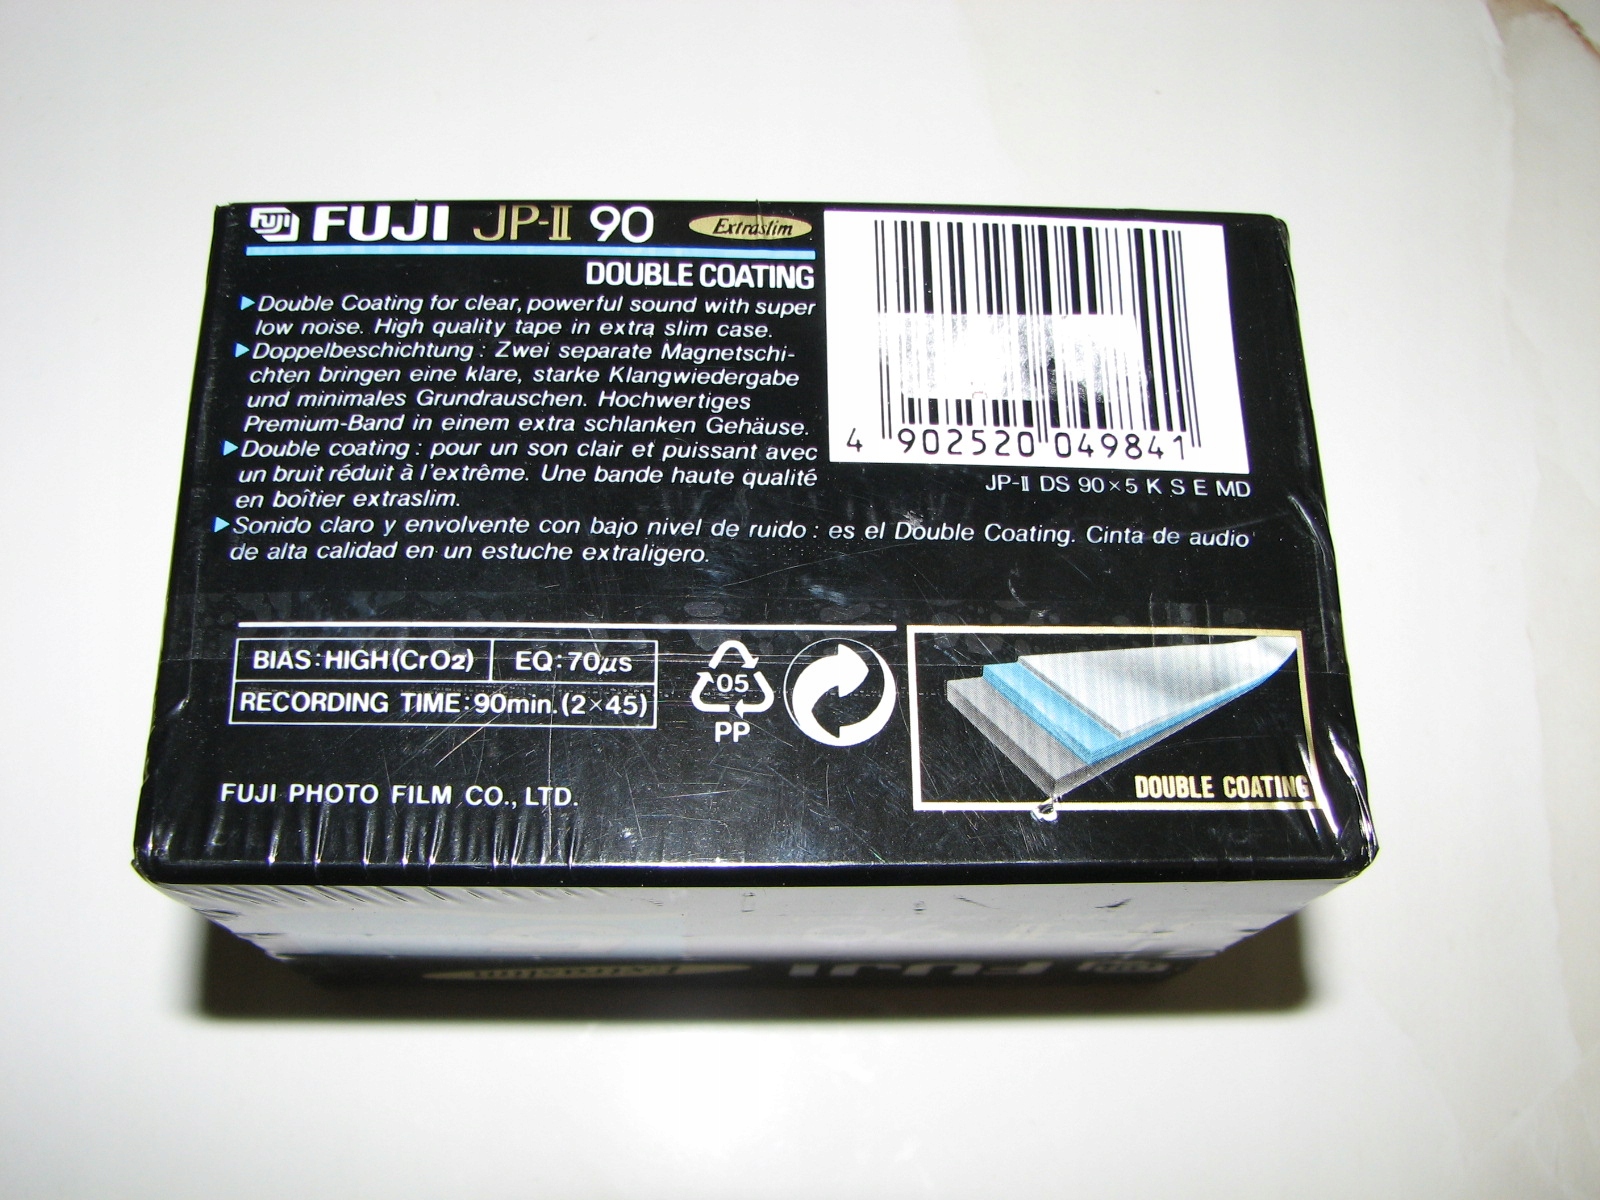 FUJI FUJI JP-II 90 Extraslim
DOUBLE COATING
▶Double Coating for clear, powerful sound with super
low noise. High quality tape in extra slim case.
▶Doppelbeschichtung : Zwei separate Magnetschi-
chten bringen eine klare, starke Klangwiedergabe
und minimales Grundrauschen. Hochwertiges
Premium-Band in einem extra schlanken Gehäuse.
▶Double coating : pour un son clair et puissant avec
un bruit réduit à l'extrême. Une bande haute qualité
en boîtier extraslim.
▶Sonido claro y envolvente con bajo nivel de ruido : es el Double Coating. Cinta de audio
de alta calidad en un estuche extraligero.
4 902520 049841
JP-II DS 90×5 K S E MD
BIAS:HIGH(CrO2) EQ:70μs
RECORDING TIME:90min.(2×45)
05
PP
DOUBLE COATING
FUJI PHOTO FILM CO., LTD.
Extraslim FUJI